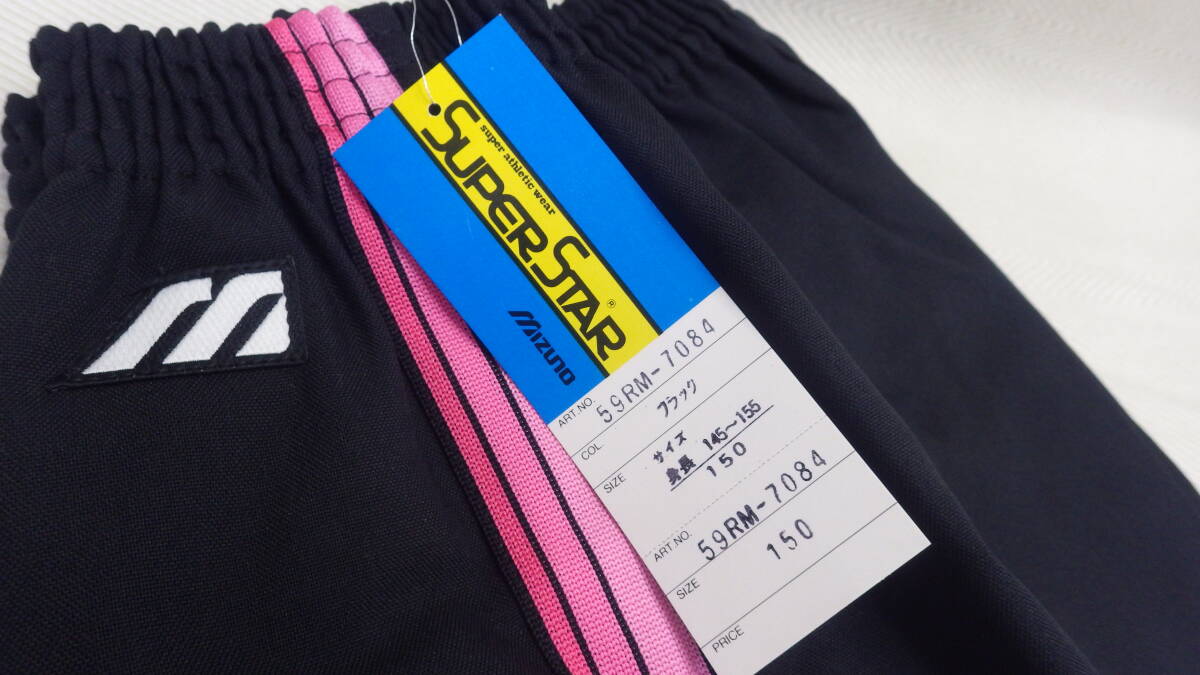 super athletic wear
SUPER STAR ®
MIZUNO
ART.NO. 59RM-7084
COL. ブラック
SIZE サイズ
身長 145~155
150
ART.NO. 59RM-7084
SIZE 150
PRICE